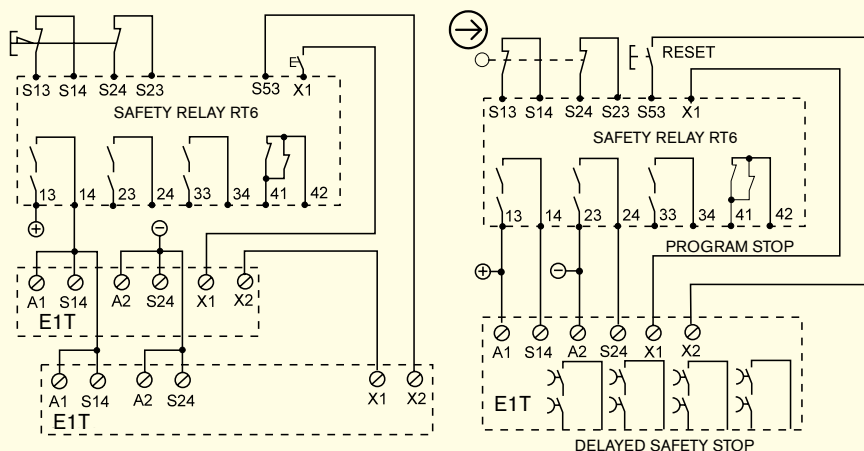 S13 S14 S24 S23 S53 X1
SAFETY RELAY RT6
13 14 23 24 33 34 41 42
A1 S14 A2 S24 X1 X2
E1T
A1 S14 A2 S24 X1 X2
E1T
RESET
S13 S14 S24 S23 S53 X1
SAFETY RELAY RT6
13 14 23 24 33 34 41 42
PROGRAM STOP
A1 S14 A2 S24 X1 X2
E1T
DELAYED SAFETY STOP